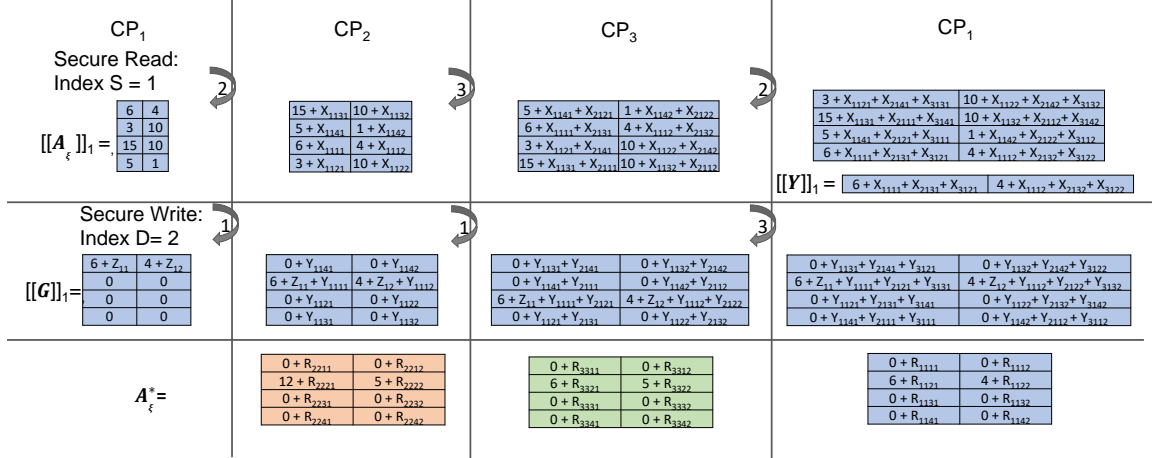 CP1 CP2 CP3 CP1
Secure Read:
Index S = 1
2 3 2
[[Aξ]]1 =,
6 4
3 10
15 10
5 1
15 + X1131 10 + X1132
5 + X1141 1 + X1142
6 + X1111 4 + X1112
3 + X1121 10 + X1122
5 + X1141 + X2121 1 + X1142 + X2122
6 + X1111 + X2131 4 + X1112 + X2132
3 + X1121 + X2141 10 + X1122 + X2142
15 + X1131 + X2111 10 + X1132 + X2112
3 + X1121 + X2141 + X3131 10 + X1122 + X2142 + X3132
15 + X1131 + X2111 + X3141 10 + X1132 + X2112 + X3142
5 + X1141 + X2121 + X3111 1 + X1142 + X2122 + X3112
6 + X1111 + X2131 + X3121 4 + X1112 + X2132 + X3122
[[Y]]1 = 6 + X1111 + X2131 + X3121 4 + X1112 + X2132 + X3122
Secure Write:
Index D= 2
1 1 3
[[G]]1=,
6 + Z11 4 + Z12
0 0
0 0
0 0
0 + Y1141 0 + Y1142
6 + Z11 + Y1111 4 + Z12 + Y1112
0 + Y1121 0 + Y1122
0 + Y1131 0 + Y1132
0 + Y1131 + Y2141 0 + Y1132 + Y2142
0 + Y1141 + Y2111 0 + Y1142 + Y2112
6 + Z11 + Y1111 + Y2121 4 + Z12 + Y1112 + Y2122
0 + Y1121 + Y2131 0 + Y1122 + Y2132
0 + Y1131 + Y2141 + Y3121 0 + Y1132 + Y2142 + Y3122
6 + Z11 + Y1111 + Y2121 + Y3131 4 + Z12 + Y1112 + Y2122 + Y3132
0 + Y1121 + Y2131 + Y3141 0 + Y1122 + Y2132 + Y3142
0 + Y1141 + Y2111 + Y3111 0 + Y1142 + Y2112 + Y3112
A*ξ=
0 + R2211 0 + R2212
12 + R2221 5 + R2222
0 + R2231 0 + R2232
0 + R2241 0 + R2242
0 + R3311 0 + R3312
6 + R3321 5 + R3322
0 + R3331 0 + R3332
0 + R3341 0 + R3342
0 + R1111 0 + R1112
6 + R1121 4 + R1122
0 + R1131 0 + R1132
0 + R1141 0 + R1142